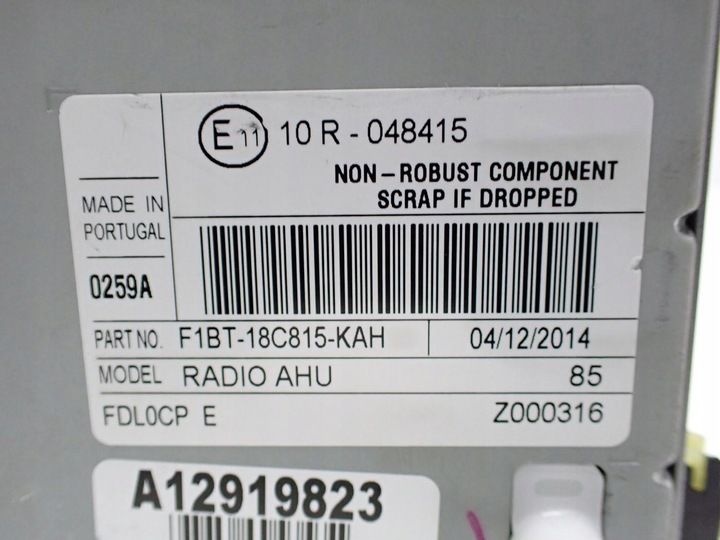 E11 10 R - 048415
NON-ROBUST COMPONENT
SCRAP IF DROPPED
MADE IN
PORTUGAL
0259A
PART NO. F1BT-18C815-KAH 04/12/2014
MODEL RADIO AHU 85
FDL0CP E Z000316
A12919823